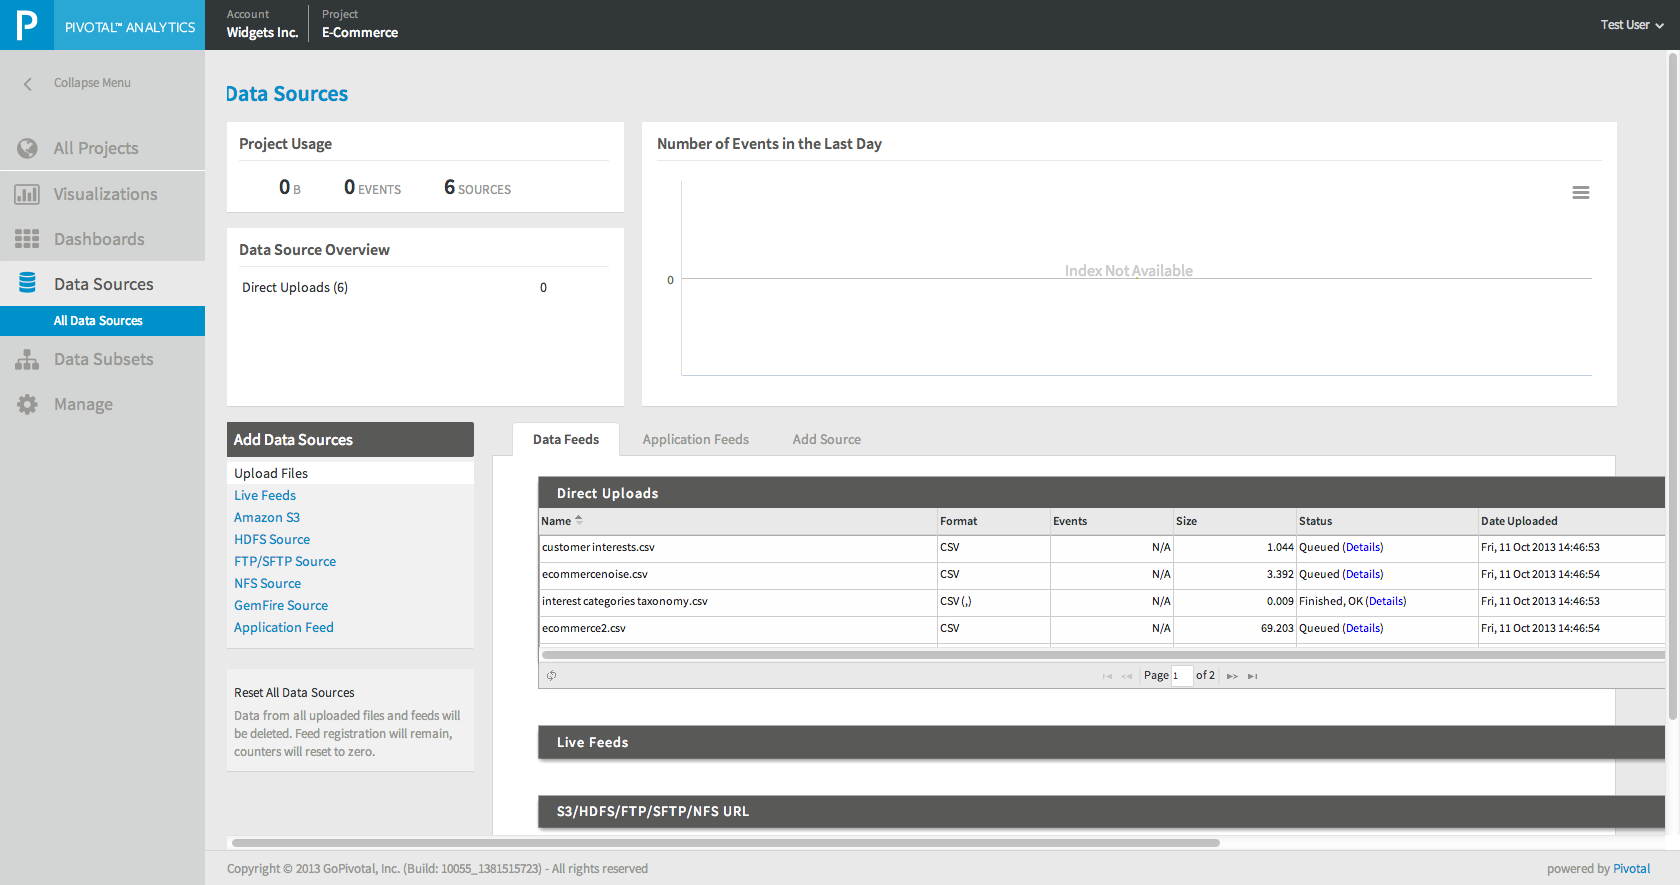 P PIVOTAL™ ANALYTICS
Account
Widgets Inc.
Project
E-Commerce
Test User
Collapse Menu
All Projects
Visualizations
Dashboards
Data Sources
All Data Sources
Data Subsets
Manage
Data Sources
Project Usage
0 B 0 EVENTS 6 SOURCES
Data Source Overview
Direct Uploads (6) 0
Number of Events in the Last Day
Index Not Available
0
Add Data Sources
Upload Files
Live Feeds
Amazon S3
HDFS Source
FTP/SFTP Source
NFS Source
GemFire Source
Application Feed
Reset All Data Sources
Data from all uploaded files and feeds will
be deleted. Feed registration will remain,
counters will reset to zero.
Data Feeds Application Feeds Add Source
Direct Uploads
Name Format Events Size Status Date Uploaded
customer interests.csv CSV N/A 1.044 Queued (Details) Fri, 11 Oct 2013 14:46:53
ecommercenoise.csv CSV N/A 3.392 Queued (Details) Fri, 11 Oct 2013 14:46:54
interest categories taxonomy.csv CSV (,) N/A 0.009 Finished, OK (Details) Fri, 11 Oct 2013 14:46:53
ecommerce2.csv CSV N/A 69.203 Queued (Details) Fri, 11 Oct 2013 14:46:54
Page 1 of 2
Live Feeds
S3/HDFS/FTP/SFTP/NFS URL
Copyright © 2013 GoPivotal, Inc. (Build: 10055_1381515723) - All rights reserved
powered by Pivotal